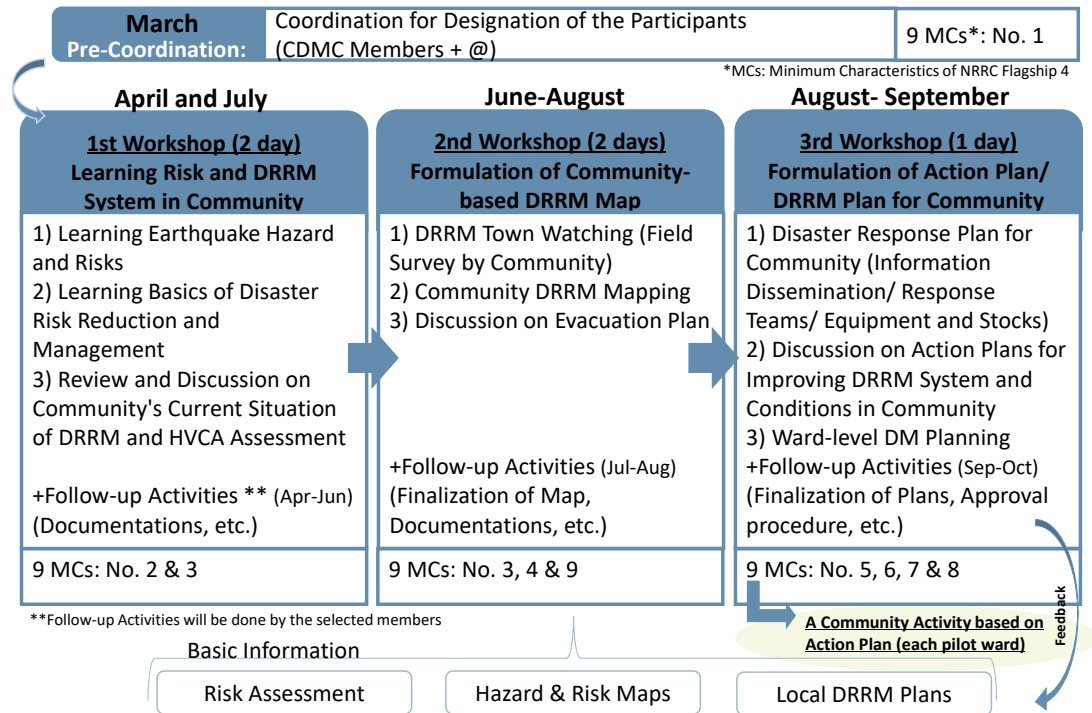 March
Pre-Coordination:
Coordination for Designation of the Participants
(CDMC Members + @)
9 MCs*: No. 1
*MCs: Minimum Characteristics of NRRC Flagship 4
April and July
1st Workshop (2 day)
Learning Risk and DRRM
System in Community
1) Learning Earthquake Hazard
and Risks
2) Learning Basics of Disaster
Risk Reduction and
Management
3) Review and Discussion on
Community's Current Situation
of DRRM and HVCA Assessment
+Follow-up Activities ** (Apr-Jun)
(Documentations, etc.)
9 MCs: No. 2 & 3
June-August
2nd Workshop (2 days)
Formulation of Community-
based DRRM Map
1) DRRM Town Watching (Field
Survey by Community)
2) Community DRRM Mapping
3) Discussion on Evacuation Plan
+Follow-up Activities (Jul-Aug)
(Finalization of Map,
Documentations, etc.)
9 MCs: No. 3, 4 & 9
August- September
3rd Workshop (1 day)
Formulation of Action Plan/
DRRM Plan for Community
1) Disaster Response Plan for
Community (Information
Dissemination/ Response
Teams/ Equipment and Stocks)
2) Discussion on Action Plans for
Improving DRRM System and
Conditions in Community
3) Ward-level DM Planning
+Follow-up Activities (Sep-Oct)
(Finalization of Plans, Approval
procedure, etc.)
9 MCs: No. 5, 6, 7 & 8
Feedback
**Follow-up Activities will be done by the selected members
A Community Activity based on
Action Plan (each pilot ward)
Basic Information
Risk Assessment
Hazard & Risk Maps
Local DRRM Plans